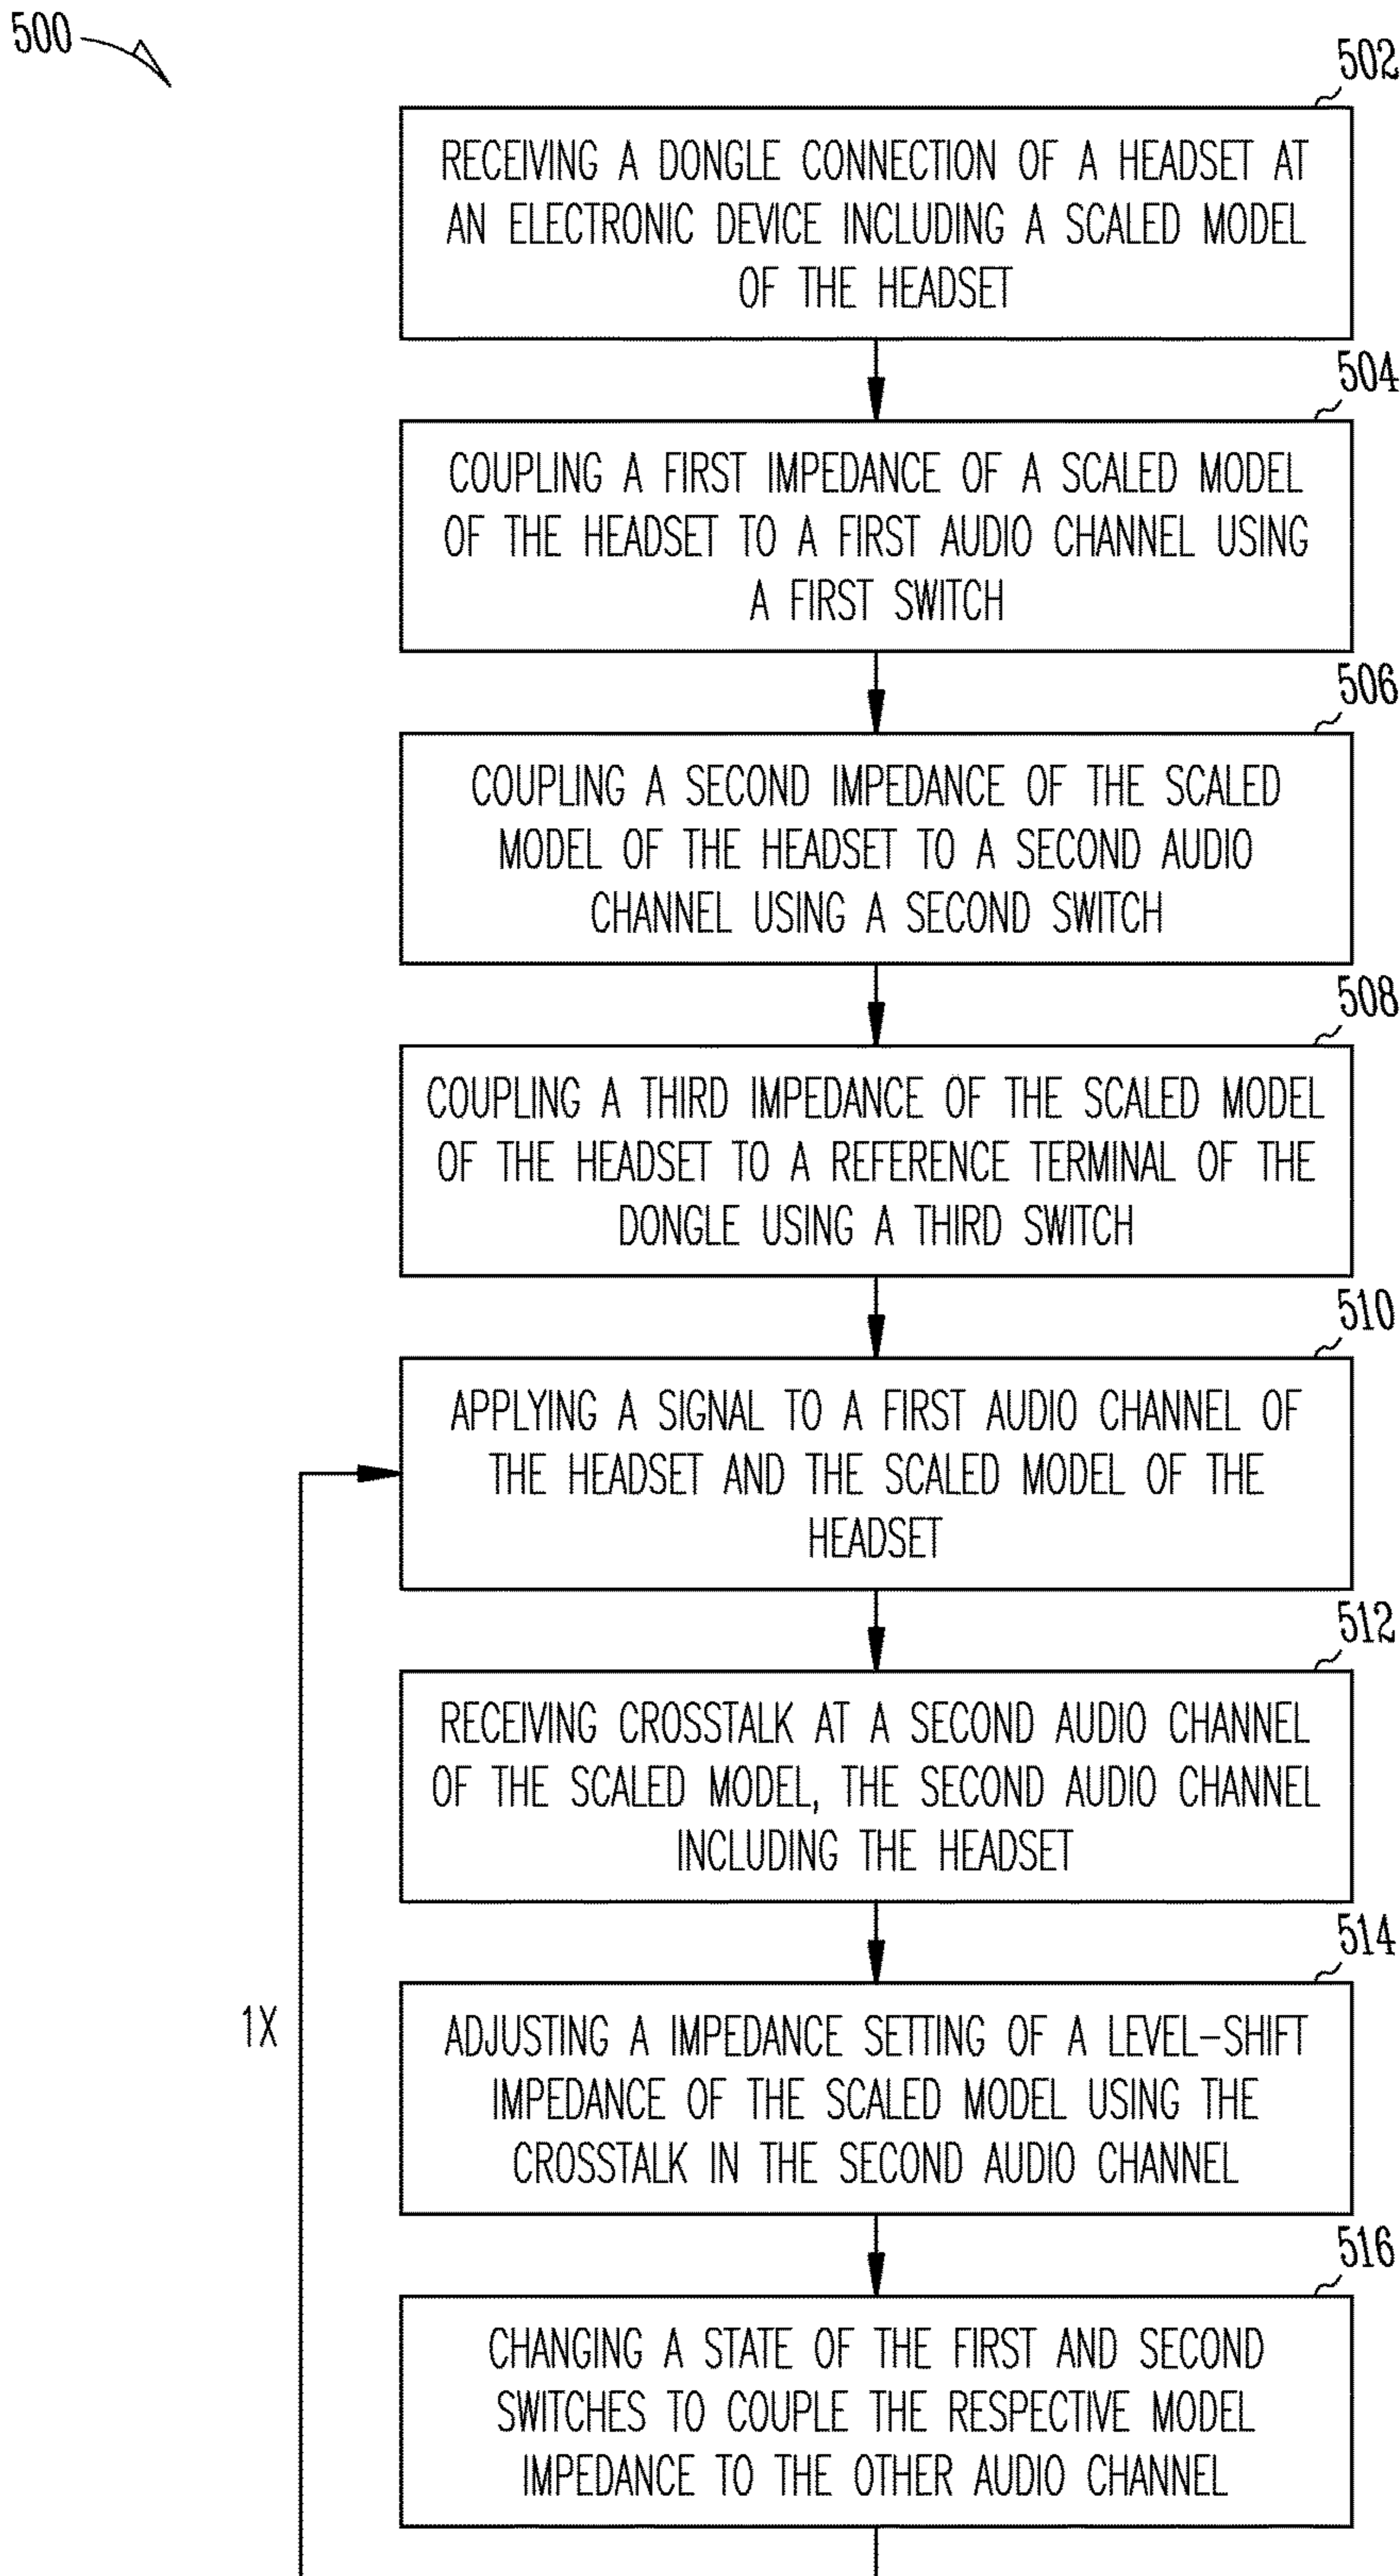 500
502
RECEIVING A DONGLE CONNECTION OF A HEADSET AT
AN ELECTRONIC DEVICE INCLUDING A SCALED MODEL
OF THE HEADSET
504
COUPLING A FIRST IMPEDANCE OF A SCALED MODEL
OF THE HEADSET TO A FIRST AUDIO CHANNEL USING
A FIRST SWITCH
506
COUPLING A SECOND IMPEDANCE OF THE SCALED
MODEL OF THE HEADSET TO A SECOND AUDIO
CHANNEL USING A SECOND SWITCH
508
COUPLING A THIRD IMPEDANCE OF THE SCALED MODEL
OF THE HEADSET TO A REFERENCE TERMINAL OF THE
DONGLE USING A THIRD SWITCH
510
APPLYING A SIGNAL TO A FIRST AUDIO CHANNEL OF
THE HEADSET AND THE SCALED MODEL OF THE
HEADSET
512
RECEIVING CROSSTALK AT A SECOND AUDIO CHANNEL
OF THE SCALED MODEL, THE SECOND AUDIO CHANNEL
INCLUDING THE HEADSET
514
1X
ADJUSTING A IMPEDANCE SETTING OF A LEVEL-SHIFT
IMPEDANCE OF THE SCALED MODEL USING THE
CROSSTALK IN THE SECOND AUDIO CHANNEL
516
CHANGING A STATE OF THE FIRST AND SECOND
SWITCHES TO COUPLE THE RESPECTIVE MODEL
IMPEDANCE TO THE OTHER AUDIO CHANNEL